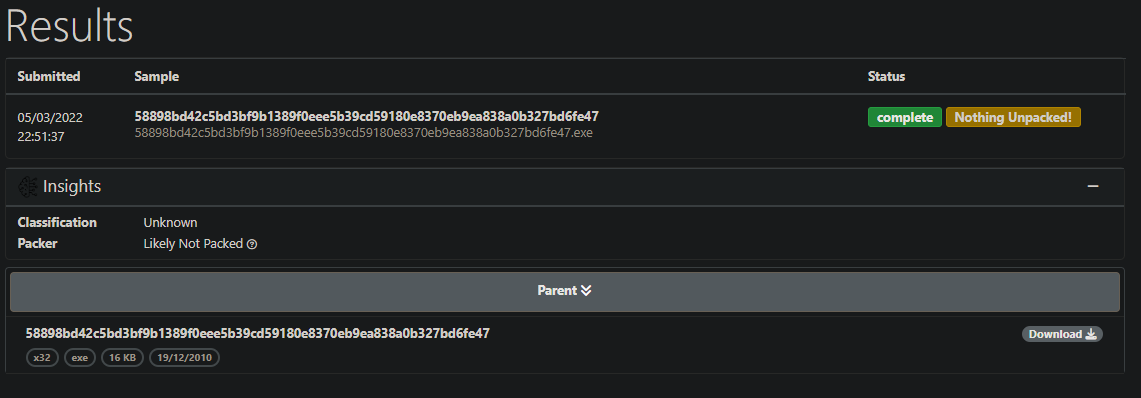 Results
Submitted Sample Status
05/03/2022 22:51:37
58898bd42c5bd3bf9b1389f0eee5b39cd59180e8370eb9ea838a0b327bd6fe47
58898bd42c5bd3bf9b1389f0eee5b39cd59180e8370eb9ea838a0b327bd6fe47.exe
complete Nothing Unpacked!
Insights
Classification Unknown
Packer Likely Not Packed
Parent
58898bd42c5bd3bf9b1389f0eee5b39cd59180e8370eb9ea838a0b327bd6fe47
Download
x32 exe 16 KB 19/12/2010